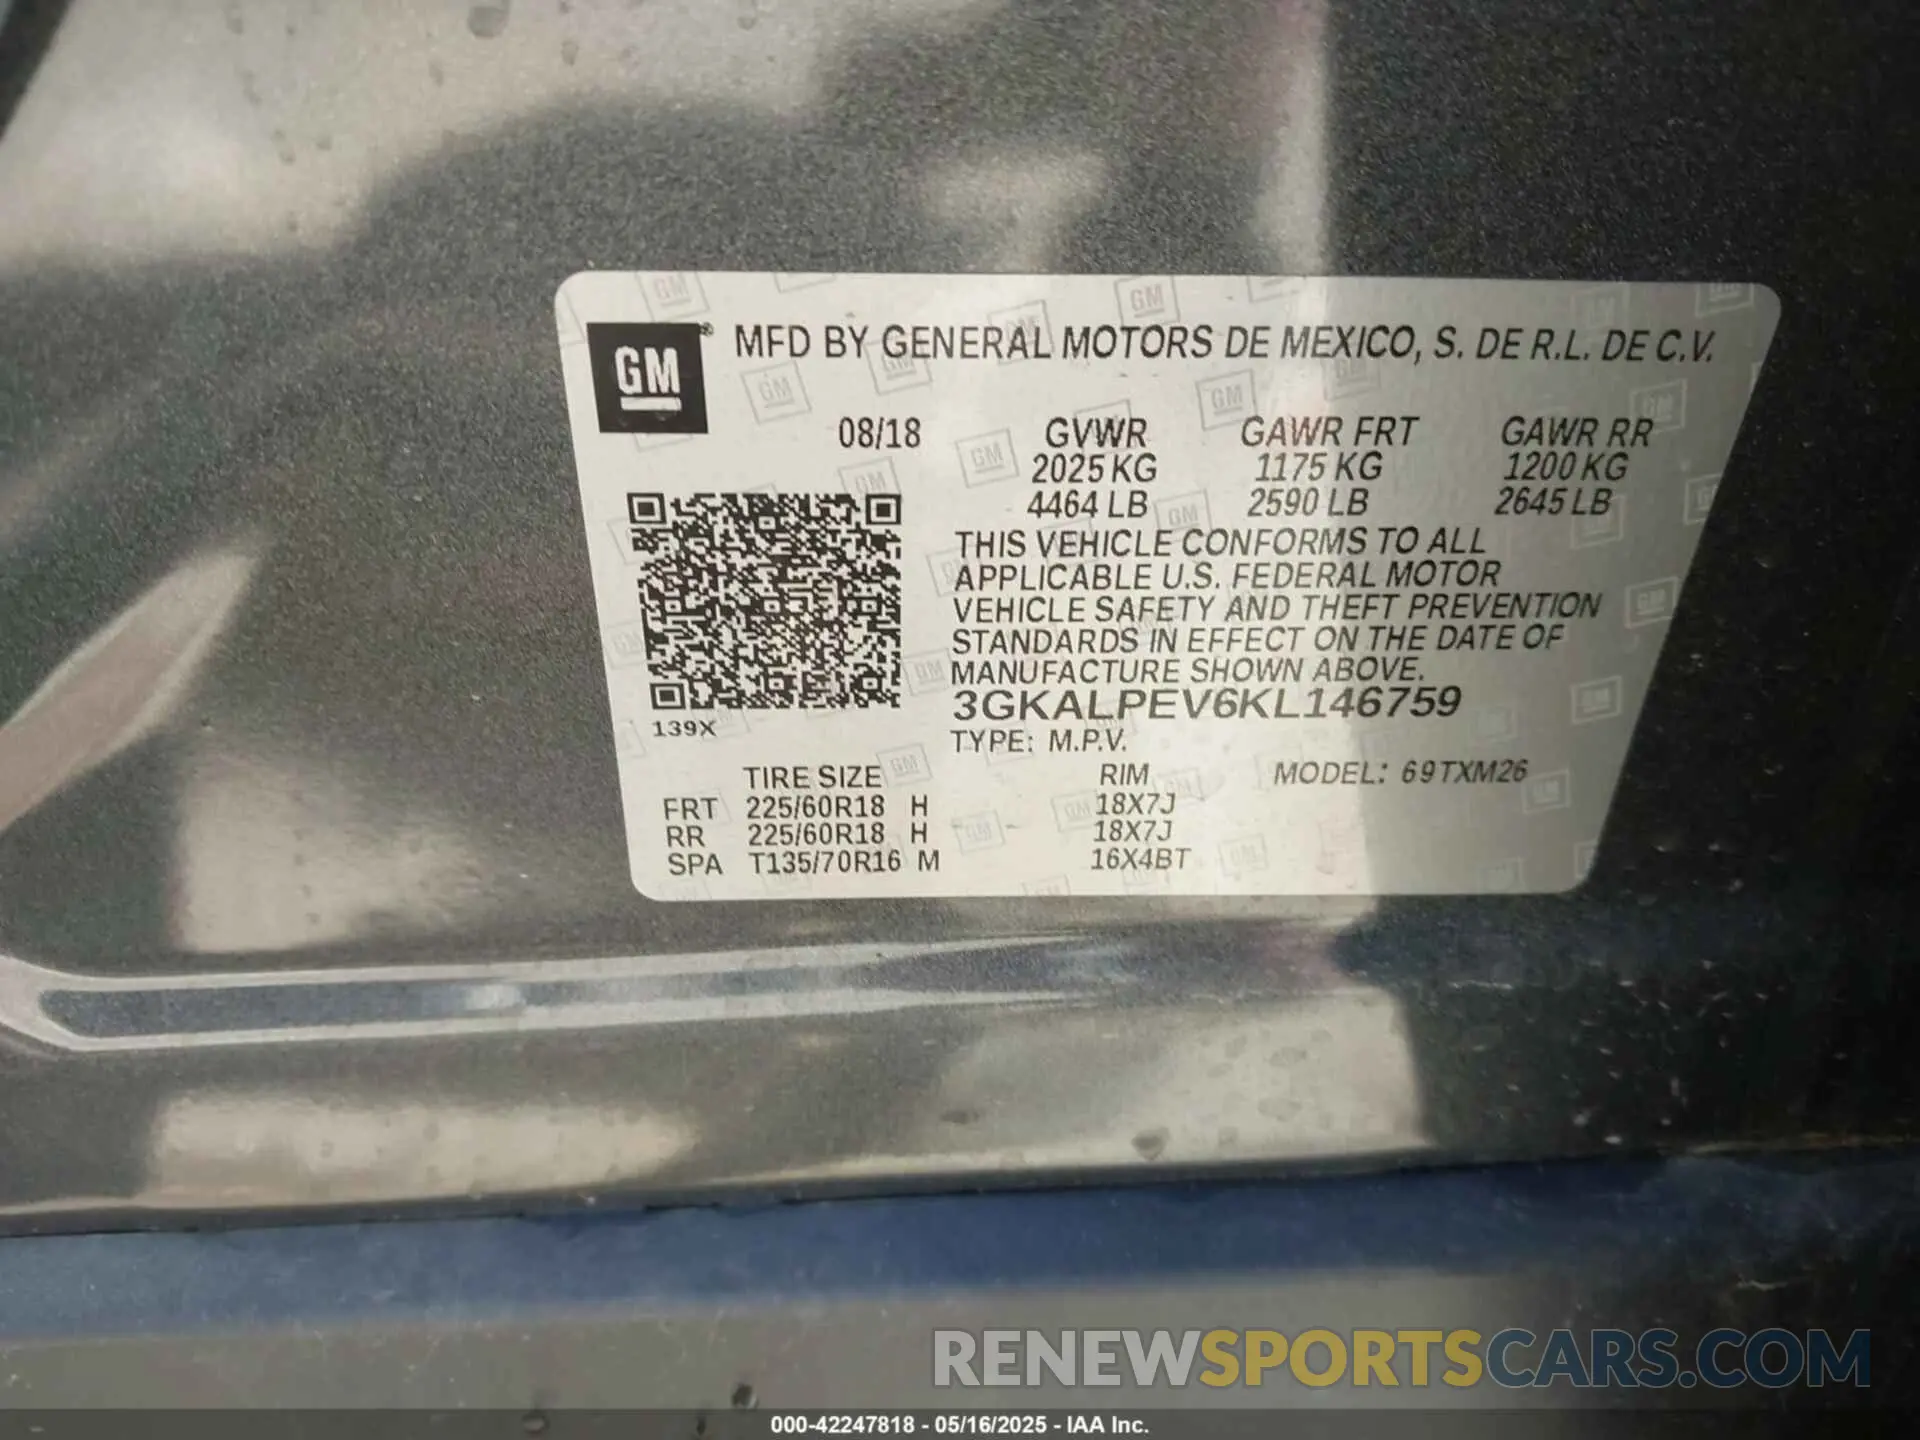 GM ® MFD BY GENERAL MOTORS DE MEXICO, S. DE R.L. DE C.V.
08/18 GVWR GAWR FRT GAWR RR
2025 KG 1175 KG 1200 KG
4464 LB 2590 LB 2645 LB
THIS VEHICLE CONFORMS TO ALL
APPLICABLE U.S. FEDERAL MOTOR
VEHICLE SAFETY AND THEFT PREVENTION
STANDARDS IN EFFECT ON THE DATE OF
MANUFACTURE SHOWN ABOVE.
3GKALPEV6KL146759
139X
TYPE: M.P.V.
TIRE SIZE RIM MODEL: 69TXM26
FRT 225/60R18 H 18X7J
RR 225/60R18 H 18X7J
SPA T135/70R16 M 16X4BT
RENEWSPORTSCARS.COM
000-42247818 - 05/16/2025 - IAA Inc.